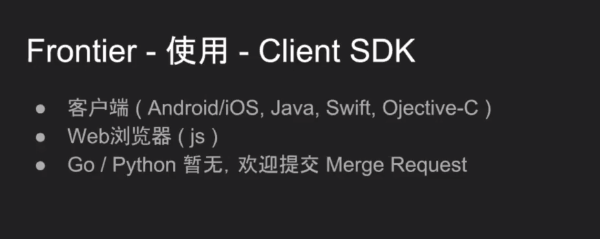 Frontier - 使用 - Client SDK
● 客户端 ( Android/iOS, Java, Swift, Ojective-C )
● Web浏览器 ( js )
● Go / Python 暂无，欢迎提交 Merge Request